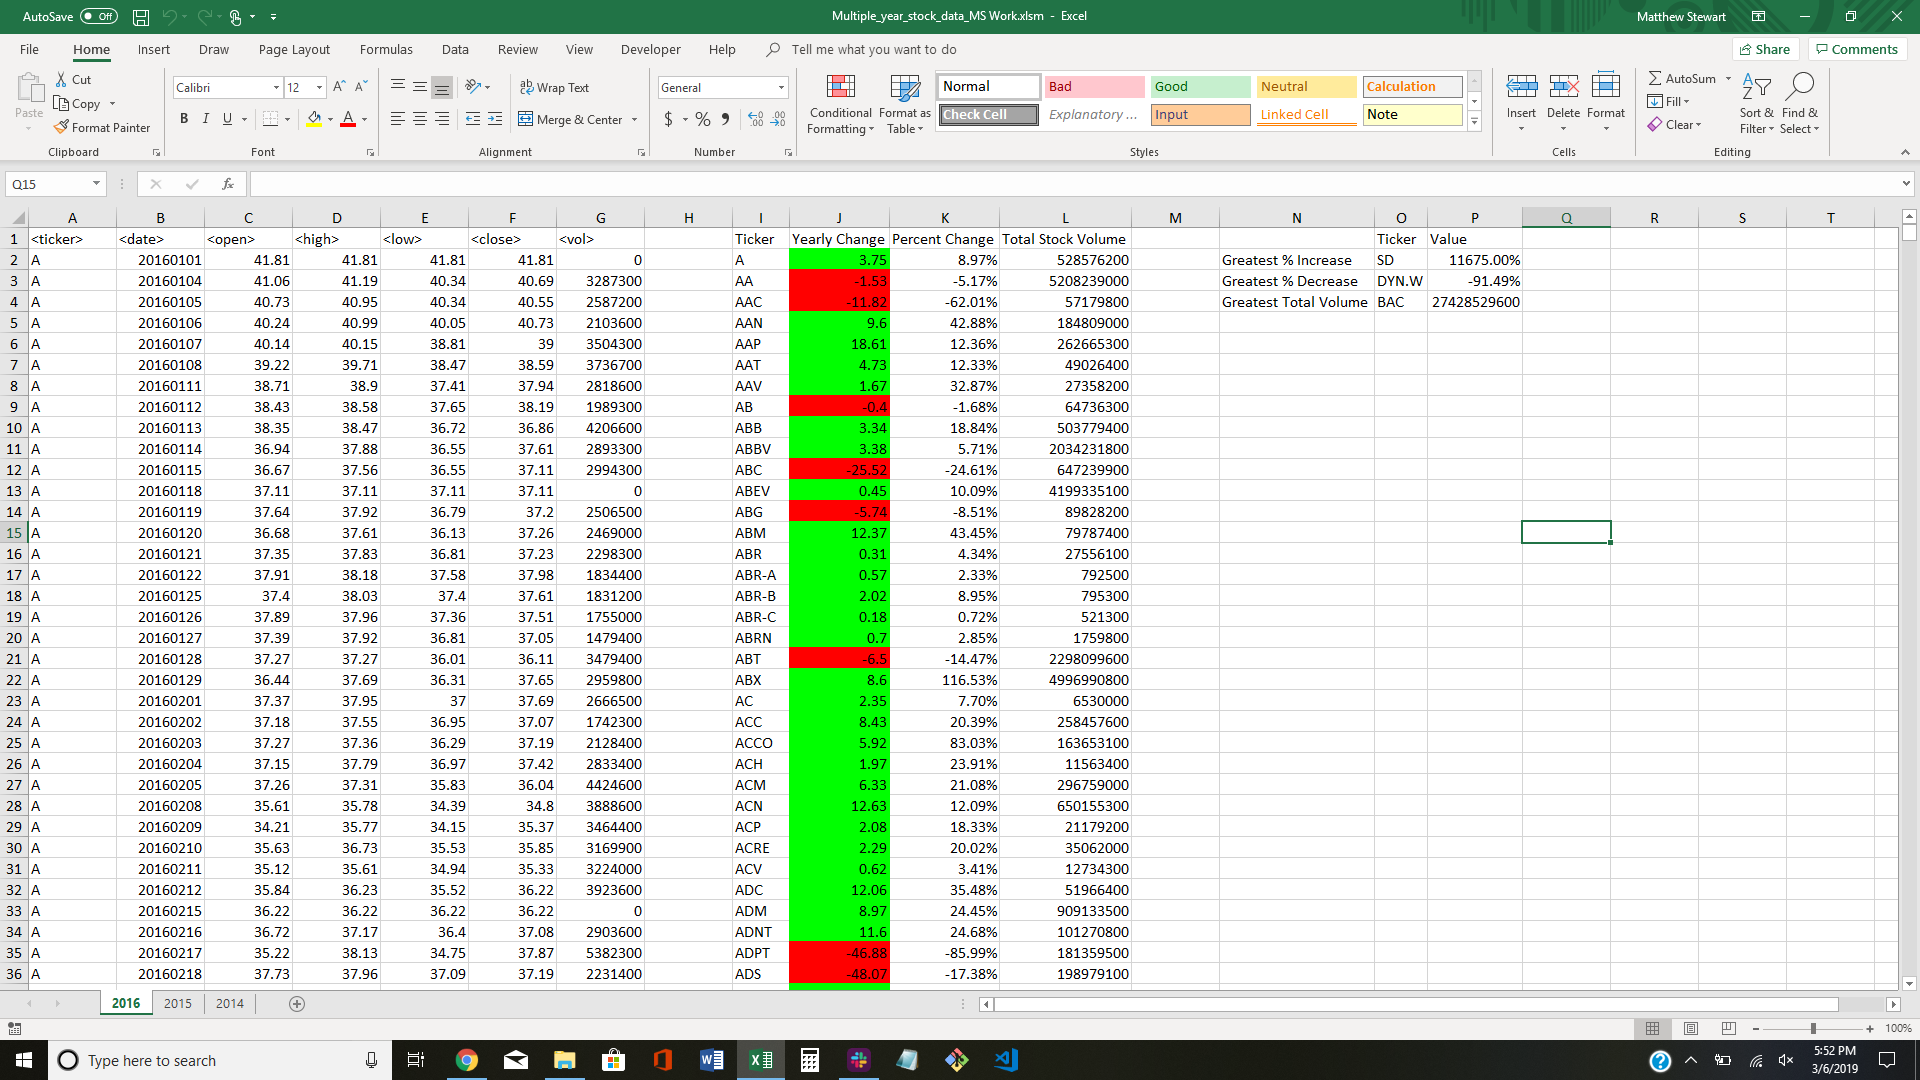 AutoSave Off Multiple_year_stock_data_MS Work.xlsm - Excel Matthew Stewart
File Home Insert Draw Page Layout Formulas Data Review View Developer Help Tell me what you want to do Share Comments
Paste Cut Copy Format Painter Clipboard
Calibri 12 A A B I U A Font
ab Wrap Text Merge & Center Alignment
General $ % Number
Conditional Formatting Format as Table
Normal Bad Good Neutral Calculation
Check Cell Explanatory ... Input Linked Cell Note
Styles
Insert Delete Format Cells
AutoSum Fill Clear Sort & Filter Find & Select Editing
Q15 fx
A B C D E F G H I J K L M N O P Q R S T
1 <ticker> <date> <open> <high> <low> <close> <vol> Ticker Yearly Change Percent Change Total Stock Volume Ticker Value
2 A 20160101 41.81 41.81 41.81 41.81 0 A 3.75 8.97% 528576200 Greatest % Increase SD 11675.00%
3 A 20160104 41.06 41.19 40.34 40.69 3287300 AA -1.53 -5.17% 5208239000 Greatest % Decrease DYN.W -91.49%
4 A 20160105 40.73 40.95 40.34 40.55 2587200 AAC -11.82 -62.01% 57179800 Greatest Total Volume BAC 27428529600
5 A 20160106 40.24 40.99 40.05 40.73 2103600 AAN 9.6 42.88% 184809000
6 A 20160107 40.14 40.15 38.81 39 3504300 AAP 18.61 12.36% 262665300
7 A 20160108 39.22 39.71 38.47 38.59 3736700 AAT 4.73 12.33% 49026400
8 A 20160111 38.71 38.9 37.41 37.94 2818600 AAV 1.67 32.87% 27358200
9 A 20160112 38.43 38.58 37.65 38.19 1989300 AB -0.4 -1.68% 64736300
10 A 20160113 38.35 38.47 36.72 36.86 4206600 ABB 3.34 18.84% 503779400
11 A 20160114 36.94 37.88 36.55 37.61 2893300 ABBV 3.38 5.71% 2034231800
12 A 20160115 36.67 37.56 36.55 37.11 2994300 ABC -25.52 -24.61% 647239900
13 A 20160118 37.11 37.11 37.11 37.11 0 ABEV 0.45 10.09% 4199335100
14 A 20160119 37.64 37.92 36.79 37.2 2506500 ABG -5.74 -8.51% 89828200
15 A 20160120 36.68 37.61 36.13 37.26 2469000 ABM 12.37 43.45% 79787400
16 A 20160121 37.35 37.83 36.81 37.23 2298300 ABR 0.31 4.34% 27556100
17 A 20160122 37.91 38.18 37.58 37.98 1834400 ABR-A 0.57 2.33% 792500
18 A 20160125 37.4 38.03 37.4 37.61 1831200 ABR-B 2.02 8.95% 795300
19 A 20160126 37.89 37.96 37.36 37.51 1755000 ABR-C 0.18 0.72% 521300
20 A 20160127 37.39 37.92 36.81 37.05 1479400 ABRN 0.7 2.85% 1759800
21 A 20160128 37.27 37.27 36.01 36.11 3479400 ABT -6.5 -14.47% 2298099600
22 A 20160129 36.44 37.69 36.31 37.65 2959800 ABX 8.6 116.53% 4996990800
23 A 20160201 37.37 37.95 37 37.69 2666500 AC 2.35 7.70% 6530000
24 A 20160202 37.18 37.55 36.95 37.07 1742300 ACC 8.43 20.39% 258457600
25 A 20160203 37.27 37.36 36.29 37.19 2128400 ACCO 5.92 83.03% 163653100
26 A 20160204 37.15 37.79 36.97 37.42 2833400 ACH 1.97 23.91% 11563400
27 A 20160205 37.26 37.31 35.83 36.04 4424600 ACM 6.33 21.08% 296759000
28 A 20160208 35.61 35.78 34.39 34.8 3888600 ACN 12.63 12.09% 650155300
29 A 20160209 34.21 35.77 34.15 35.37 3464400 ACP 2.08 18.33% 21179200
30 A 20160210 35.63 36.73 35.53 35.85 3169900 ACRE 2.29 20.02% 35062000
31 A 20160211 35.12 35.61 34.94 35.33 3224000 ACV 0.62 3.41% 12734300
32 A 20160212 35.84 36.23 35.52 36.22 3923600 ADC 12.06 35.48% 51966400
33 A 20160215 36.22 36.22 36.22 36.22 0 ADM 8.97 24.45% 909133500
34 A 20160216 36.72 37.17 36.4 37.08 2903600 ADNT 11.6 24.68% 101270800
35 A 20160217 35.22 38.13 34.75 37.87 5382300 ADPT -46.88 -85.99% 181359500
36 A 20160218 37.73 37.96 37.09 37.19 2231400 ADS -48.07 -17.38% 198979100
2016 2015 2014
100%
Type here to search
5:52 PM
3/6/2019